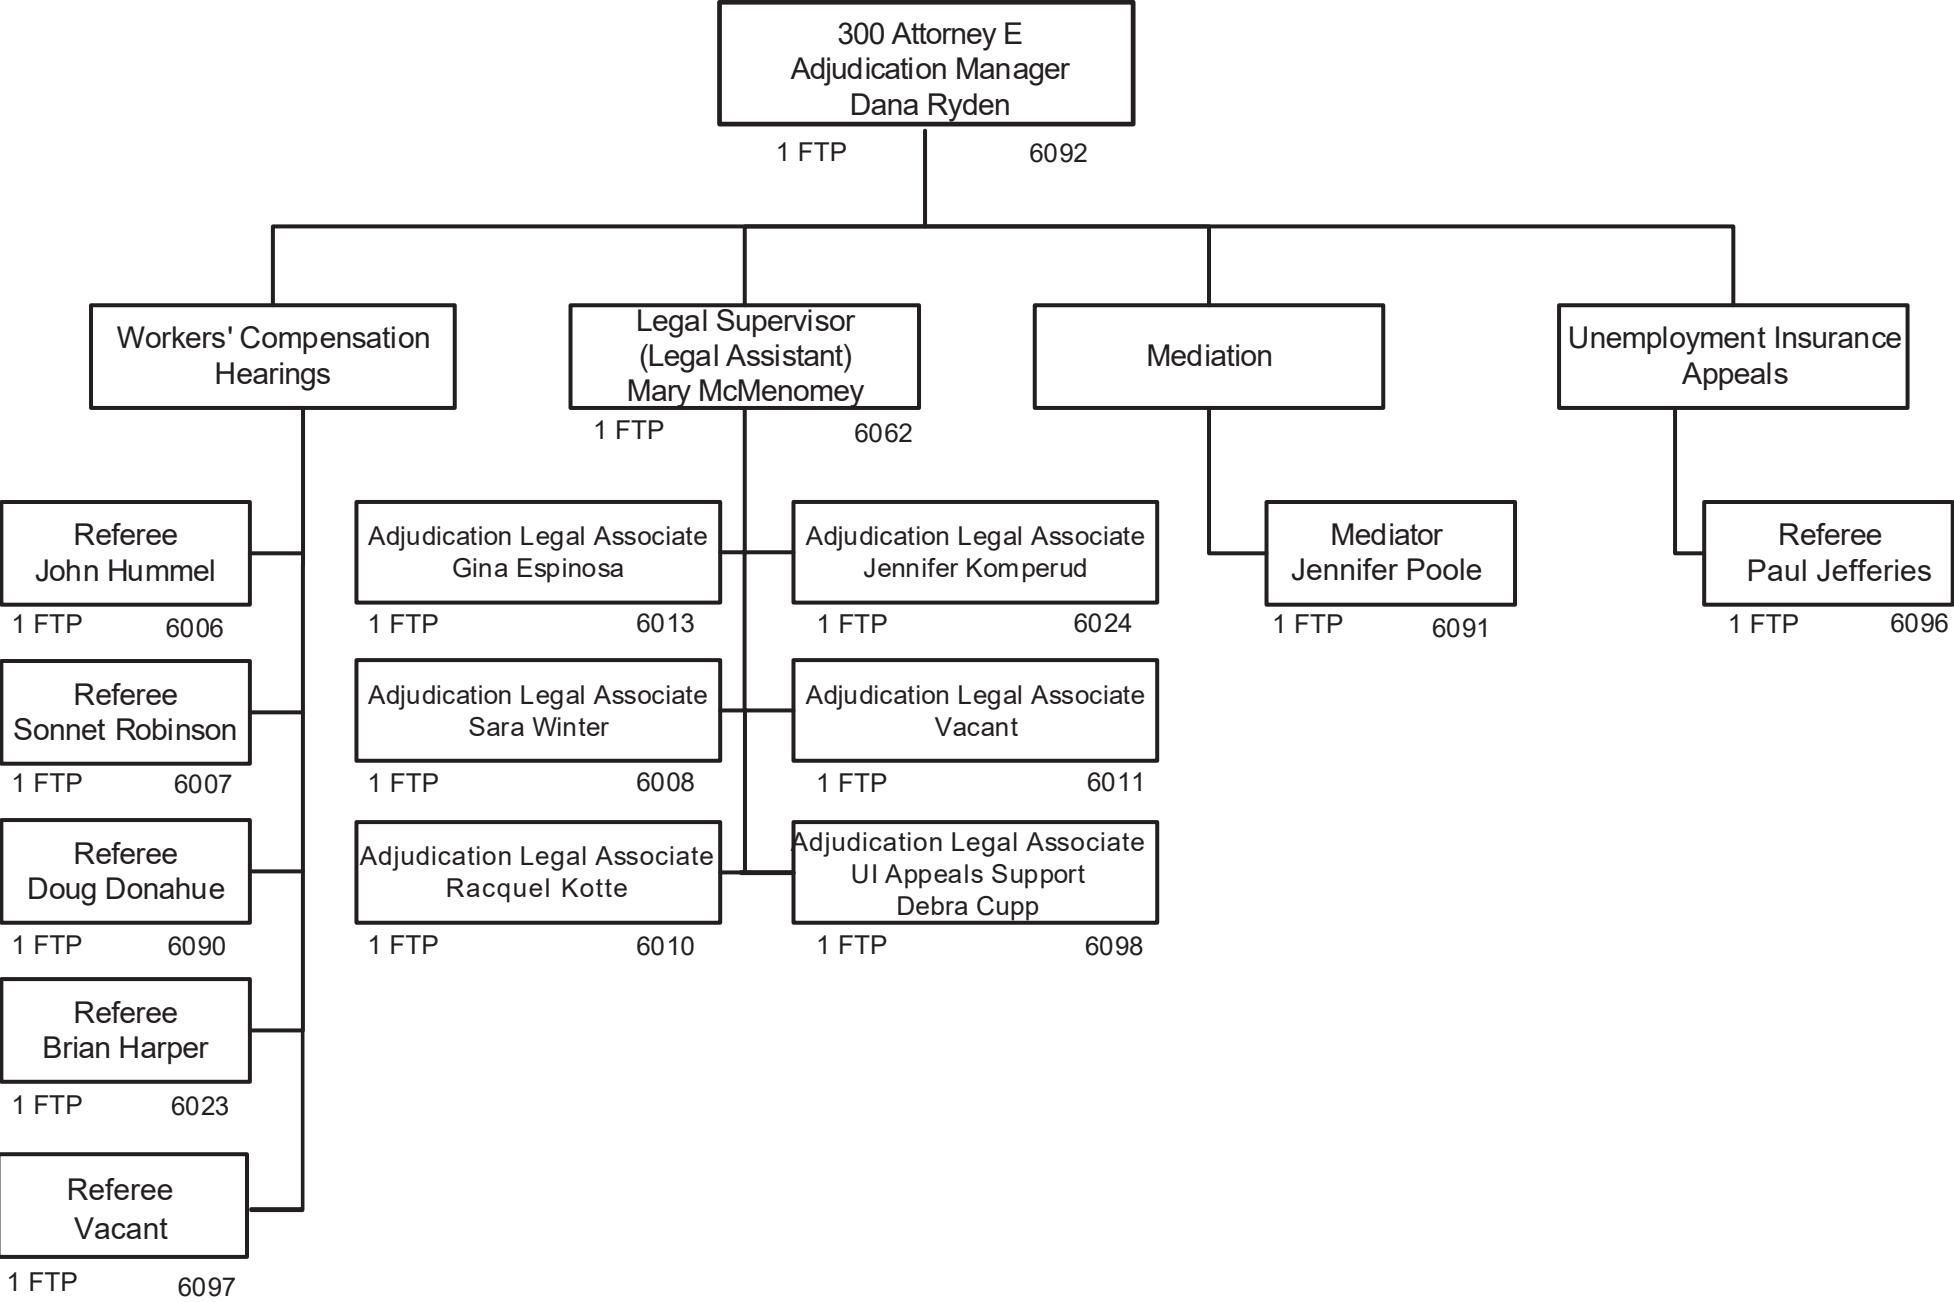 300 Attorney E
Adjudication Manager
Dana Ryden
1 FTP 6092
Workers' Compensation
Hearings
Legal Supervisor
(Legal Assistant)
Mary McMenomey
1 FTP 6062
Mediation
Unemployment Insurance
Appeals
Referee
John Hummel
1 FTP 6006
Referee
Sonnet Robinson
1 FTP 6007
Referee
Doug Donahue
1 FTP 6090
Referee
Brian Harper
1 FTP 6023
Referee
Vacant
1 FTP 6097
Adjudication Legal Associate
Gina Espinosa
1 FTP 6013
Adjudication Legal Associate
Sara Winter
1 FTP 6008
Adjudication Legal Associate
Racquel Kotte
1 FTP 6010
Adjudication Legal Associate
Jennifer Komperud
1 FTP 6024
Adjudication Legal Associate
Vacant
1 FTP 6011
Adjudication Legal Associate
UI Appeals Support
Debra Cupp
1 FTP 6098
Mediator
Jennifer Poole
1 FTP 6091
Referee
Paul Jefferies
1 FTP 6096